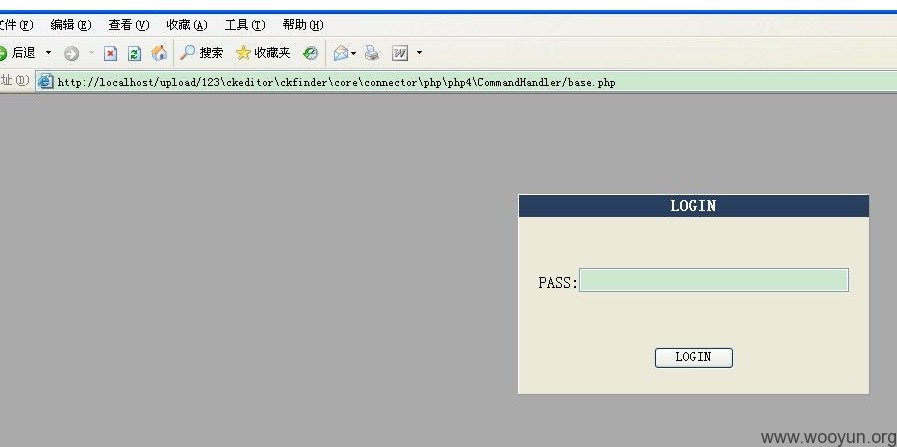 文件(F) 编辑(E) 查看(V) 收藏(A) 工具(T) 帮助(H)
后退 搜索 收藏夹
址(D) http://localhost/upload/123\ckeditor\ckfinder\core\connector\php\php4\CommandHandler/base.php
LOGIN
PASS:
LOGIN
www.wooyun.org